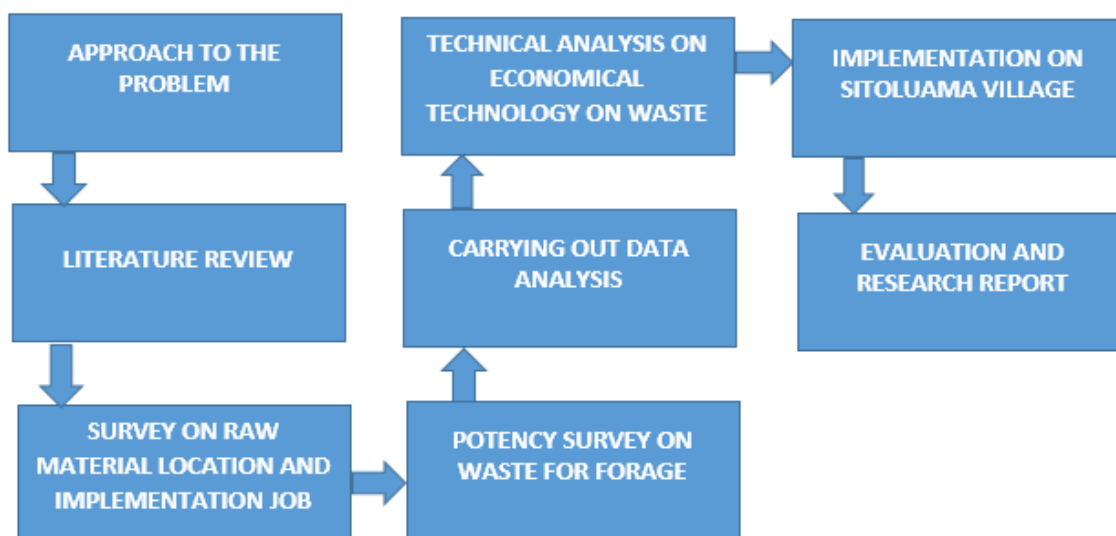 APPROACH TO THE
PROBLEM
LITERATURE REVIEW
SURVEY ON RAW
MATERIAL LOCATION AND
IMPLEMENTATION JOB
POTENCY SURVEY ON
WASTE FOR FORAGE
CARRYING OUT DATA
ANALYSIS
TECHNICAL ANALYSIS ON
ECONOMICAL
TECHNOLOGY ON WASTE
IMPLEMENTATION ON
SITOLUAMA VILLAGE
EVALUATION AND
RESEARCH REPORT